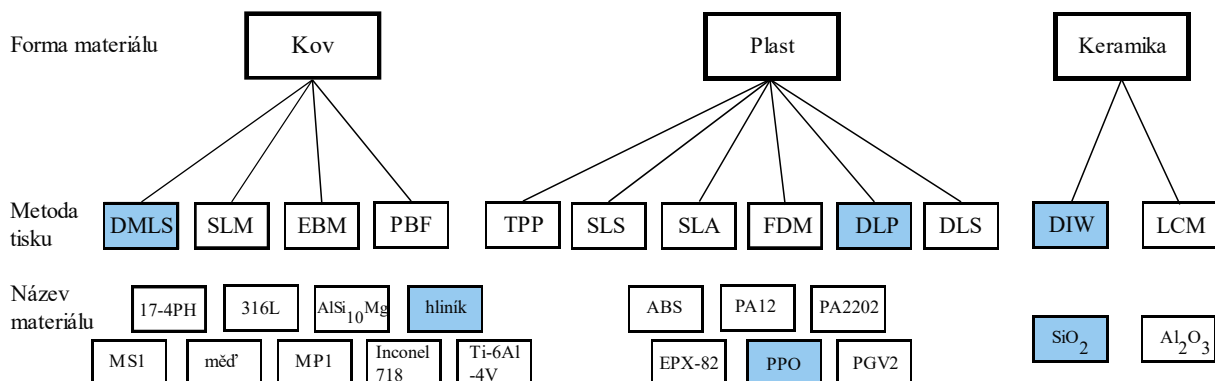 Forma materiálu
Kov
Plast
Keramika
Metoda
tisku
DMLS
SLM
EBM
PBF
TPP
SLS
SLA
FDM
DLP
DLS
DIW
LCM
Název
materiálu
17-4PH
316L
AlSi₁₀Mg
hliník
ABS
PA12
PA2202
SiO₂
Al₂O₃
MS1
měď
MP1
Inconel
718
Ti-6Al
-4V
EPX-82
PPO
PGV2